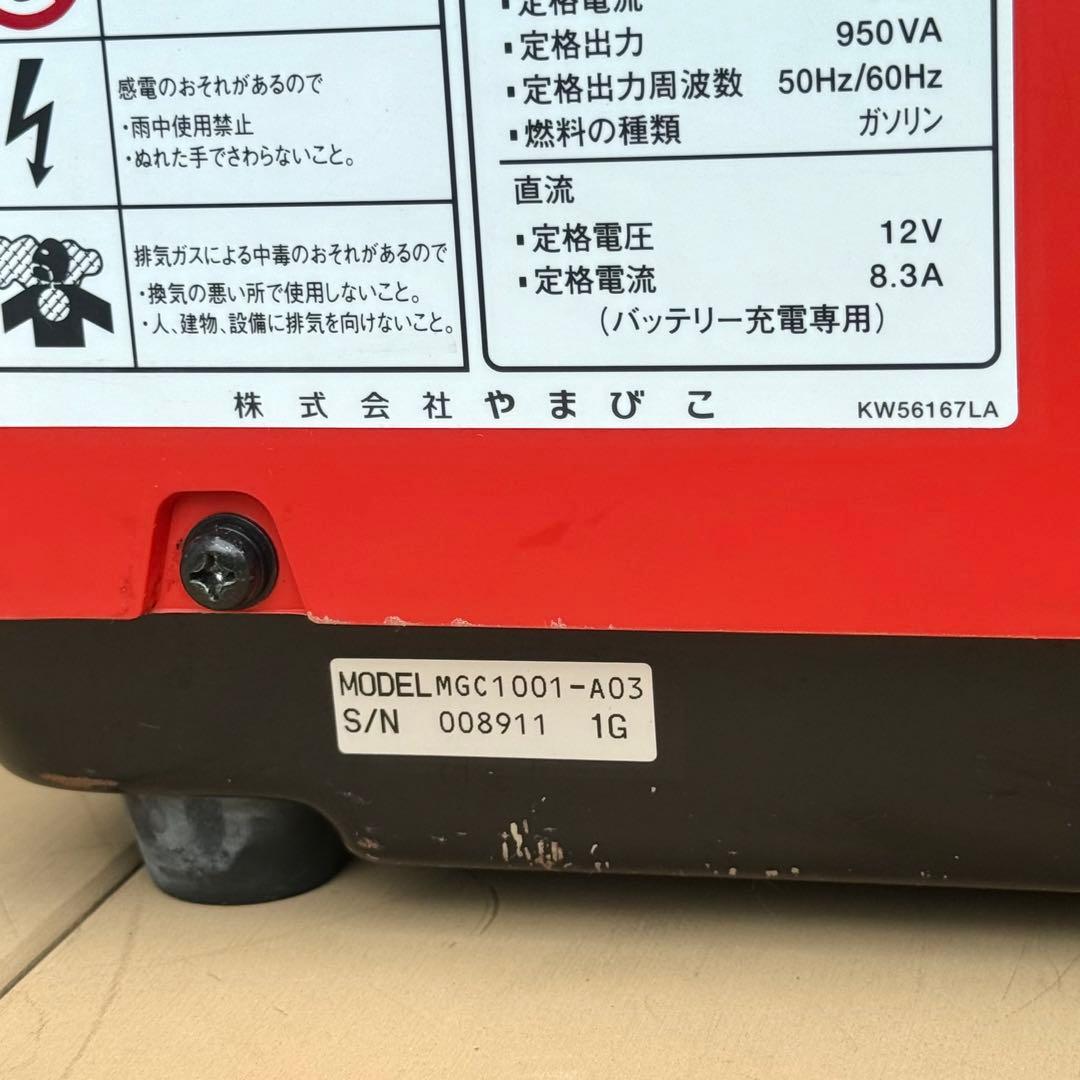 感電のおそれがあるので
・雨中使用禁止
・ぬれた手でさわらないこと。
排気ガスによる中毒のおそれがあるので
・換気の悪い所で使用しないこと。
・人、建物、設備に排気を向けないこと。
▪定格電流
▪定格出力 950VA
▪定格出力周波数 50Hz/60Hz
▪燃料の種類 ガソリン
直流
▪定格電圧 12V
▪定格電流 8.3A
(バッテリー充電専用)
株式会社やまびこ
KW56167LA
MODEL MGC1001-A03
S/N 008911 1G